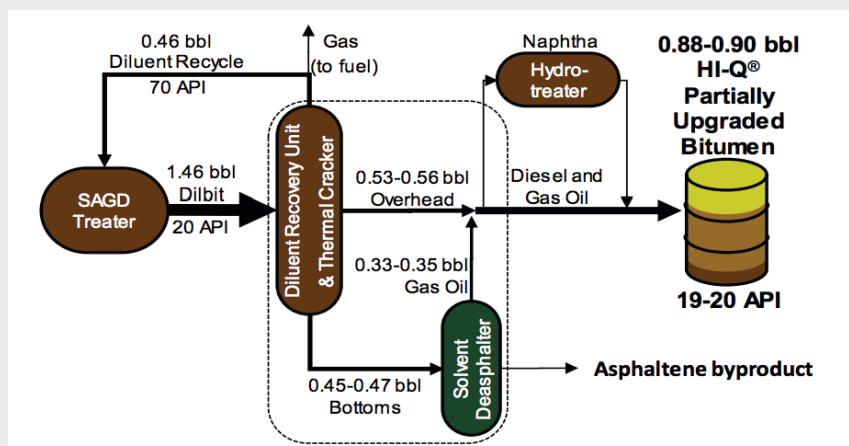 0.46 bbl
Diluent Recycle
70 API
Gas
(to fuel)
Naphtha
Hydro-
treater
0.88-0.90 bbl
HI-Q®
Partially
Upgraded
Bitumen
SAGD
Treater
1.46 bbl
Dilbit
20 API
Diluent Recovery Unit
& Thermal Cracker
0.53-0.56 bbl
Overhead
Diesel and
Gas Oil
0.33-0.35 bbl
Gas Oil
19-20 API
0.45-0.47 bbl
Bottoms
Solvent
Deasphalter
Asphaltene byproduct